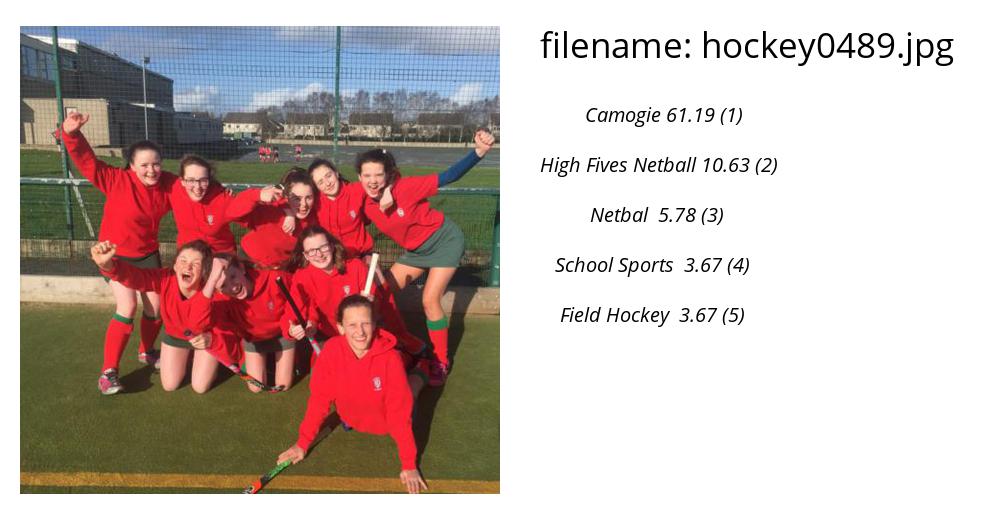 filename: hockey0489.jpg
Camogie 61.19 (1)
High Fives Netball 10.63 (2)
Netbal 5.78 (3)
School Sports 3.67 (4)
Field Hockey 3.67 (5)